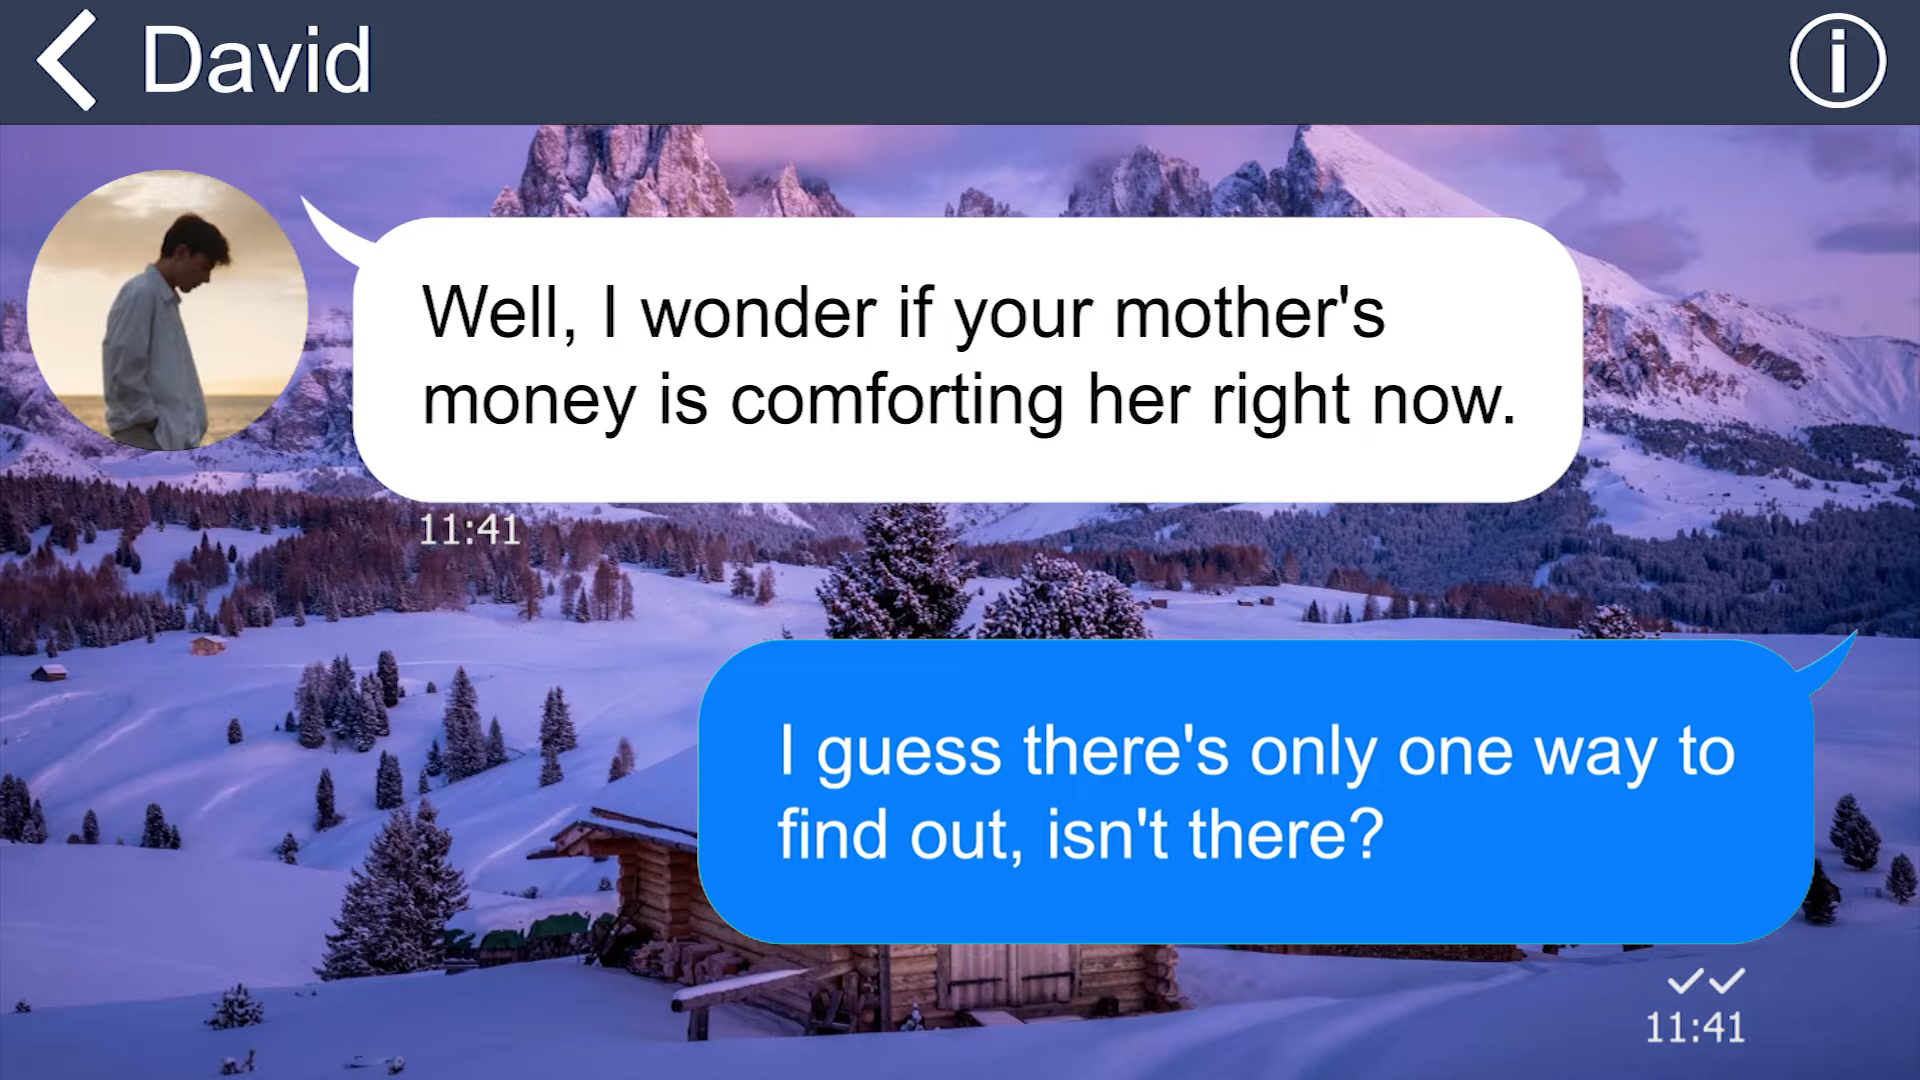 David
Well, I wonder if your mother's
money is comforting her right now.
11:41
I guess there's only one way to
find out, isn't there?
11:41